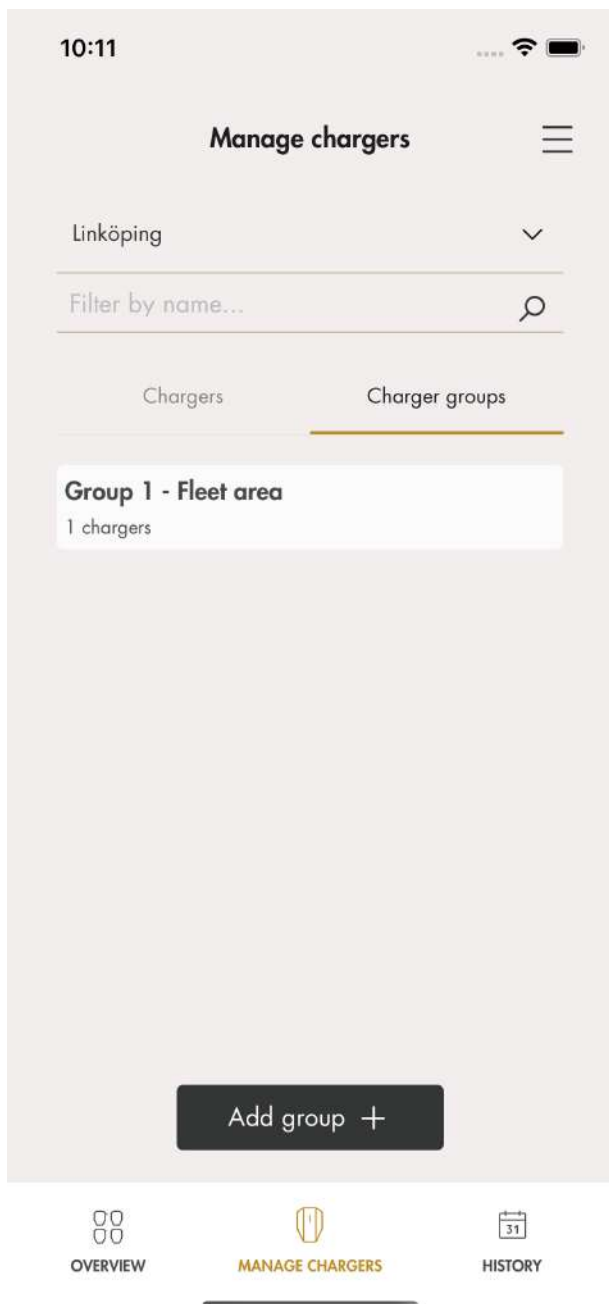 10:11
Manage chargers
Linköping
Filter by name...
Chargers
Charger groups
Group 1 - Fleet area
1 chargers
Add group +
31
OVERVIEW
MANAGE CHARGERS
HISTORY